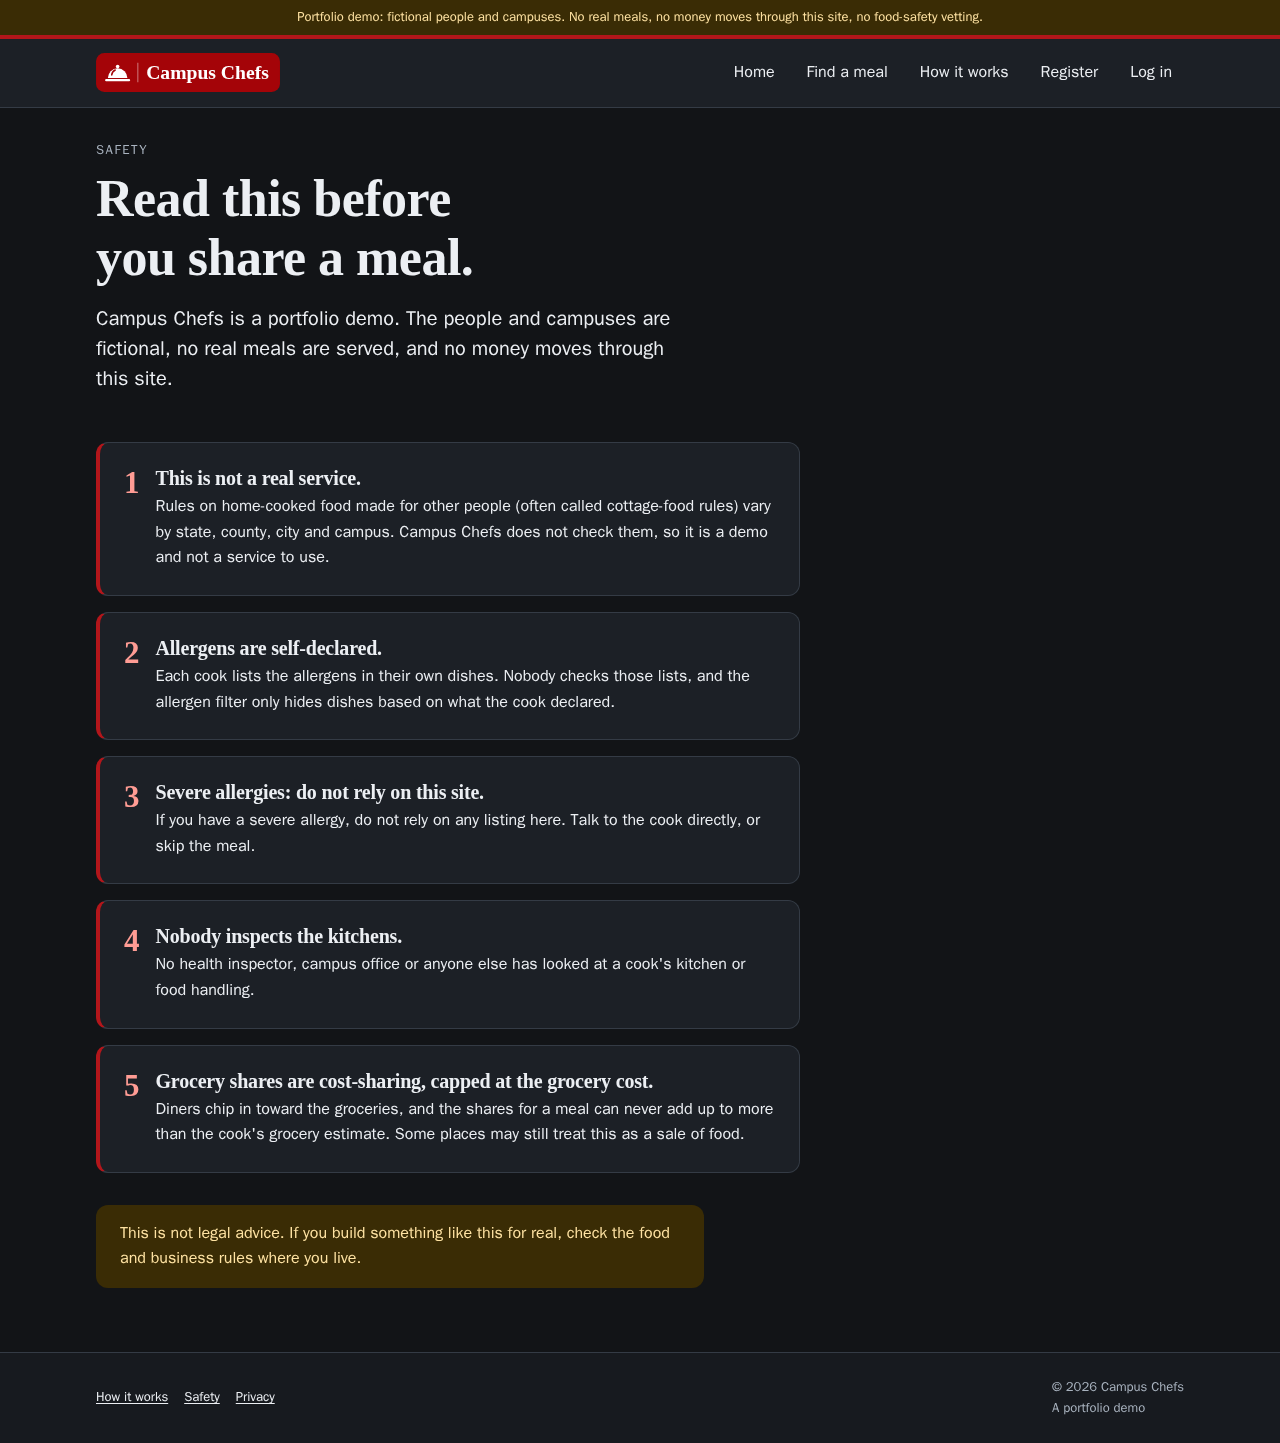 Portfolio demo: fictional people and campuses. No real meals, no money moves through this site, no food-safety vetting.
Campus Chefs
Home
Find a meal
How it works
Register
Log in
SAFETY
Read this before
you share a meal.
Campus Chefs is a portfolio demo. The people and campuses are
fictional, no real meals are served, and no money moves through
this site.
1
This is not a real service.
Rules on home-cooked food made for other people (often called cottage-food rules) vary
by state, county, city and campus. Campus Chefs does not check them, so it is a demo
and not a service to use.
2
Allergens are self-declared.
Each cook lists the allergens in their own dishes. Nobody checks those lists, and the
allergen filter only hides dishes based on what the cook declared.
3
Severe allergies: do not rely on this site.
If you have a severe allergy, do not rely on any listing here. Talk to the cook directly, or
skip the meal.
4
Nobody inspects the kitchens.
No health inspector, campus office or anyone else has looked at a cook's kitchen or
food handling.
5
Grocery shares are cost-sharing, capped at the grocery cost.
Diners chip in toward the groceries, and the shares for a meal can never add up to more
than the cook's grocery estimate. Some places may still treat this as a sale of food.
This is not legal advice. If you build something like this for real, check the food
and business rules where you live.
How it works
Safety
Privacy
© 2026 Campus Chefs
A portfolio demo